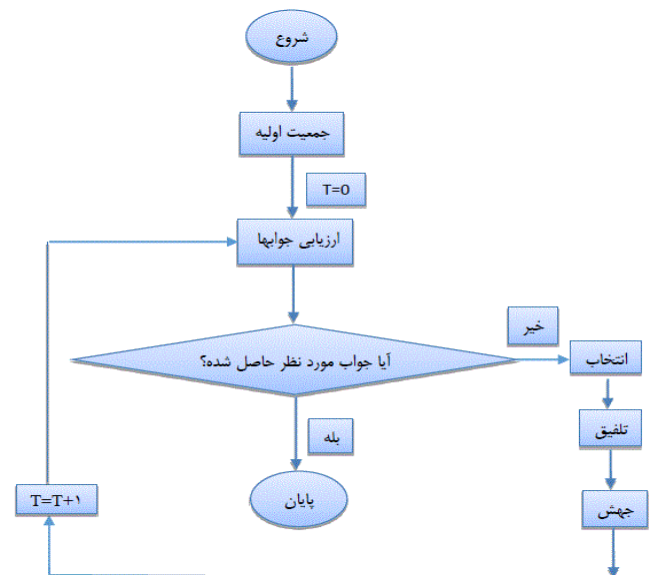 شروع
جمعیت اولیه
T=0
ارزیابی جوابها
خیر
آیا جواب مورد نظر حاصل شده؟
انتخاب
تلفیق
بله
پایان
T=T+۱
جهش